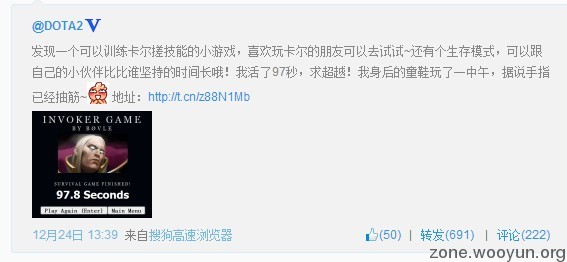 @DOTA2 V
发现一个可以训练卡尔搓技能的小游戏，喜欢玩卡尔的朋友可以去试试~还有个生存模式，可以跟
自己的小伙伴比比谁坚持的时间长哦！我活了97秒，求超越！我身后的童鞋玩了一中午，据说手指
已经抽筋~ 地址：http://t.cn/z88N1Mb
INVOKER GAME
BY BOVLE
SURVIVAL GAME FINISHED!
97.8 Seconds
Play Again (Enter) Main Menu
12月24日 13:39 来自搜狗高速浏览器 (50) | 转发(691) | 评论(222)
zone.wooyun.org